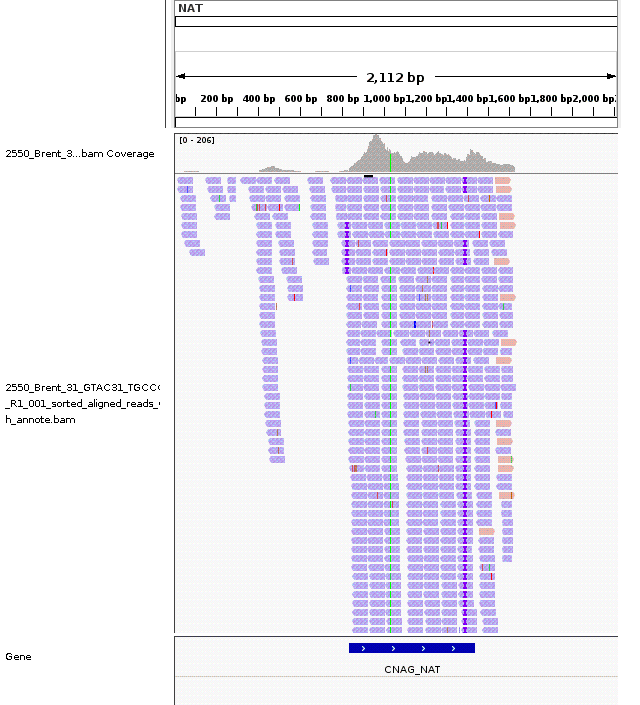 NAT
2,112 bp
bp 200 bp 400 bp 600 bp 800 bp 1,000 bp 1,200 bp 1,400 bp 1,600 bp 1,800 bp 2,000 bp
[0 - 206]
2550_Brent_3...bam Coverage
2550_Brent_31_GTAC31_TGCCC
_R1_001_sorted_aligned_reads_
h_annote.bam
Gene
CNAG_NAT